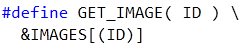 #define GET_IMAGE( ID ) \
  &IMAGES[(ID)]